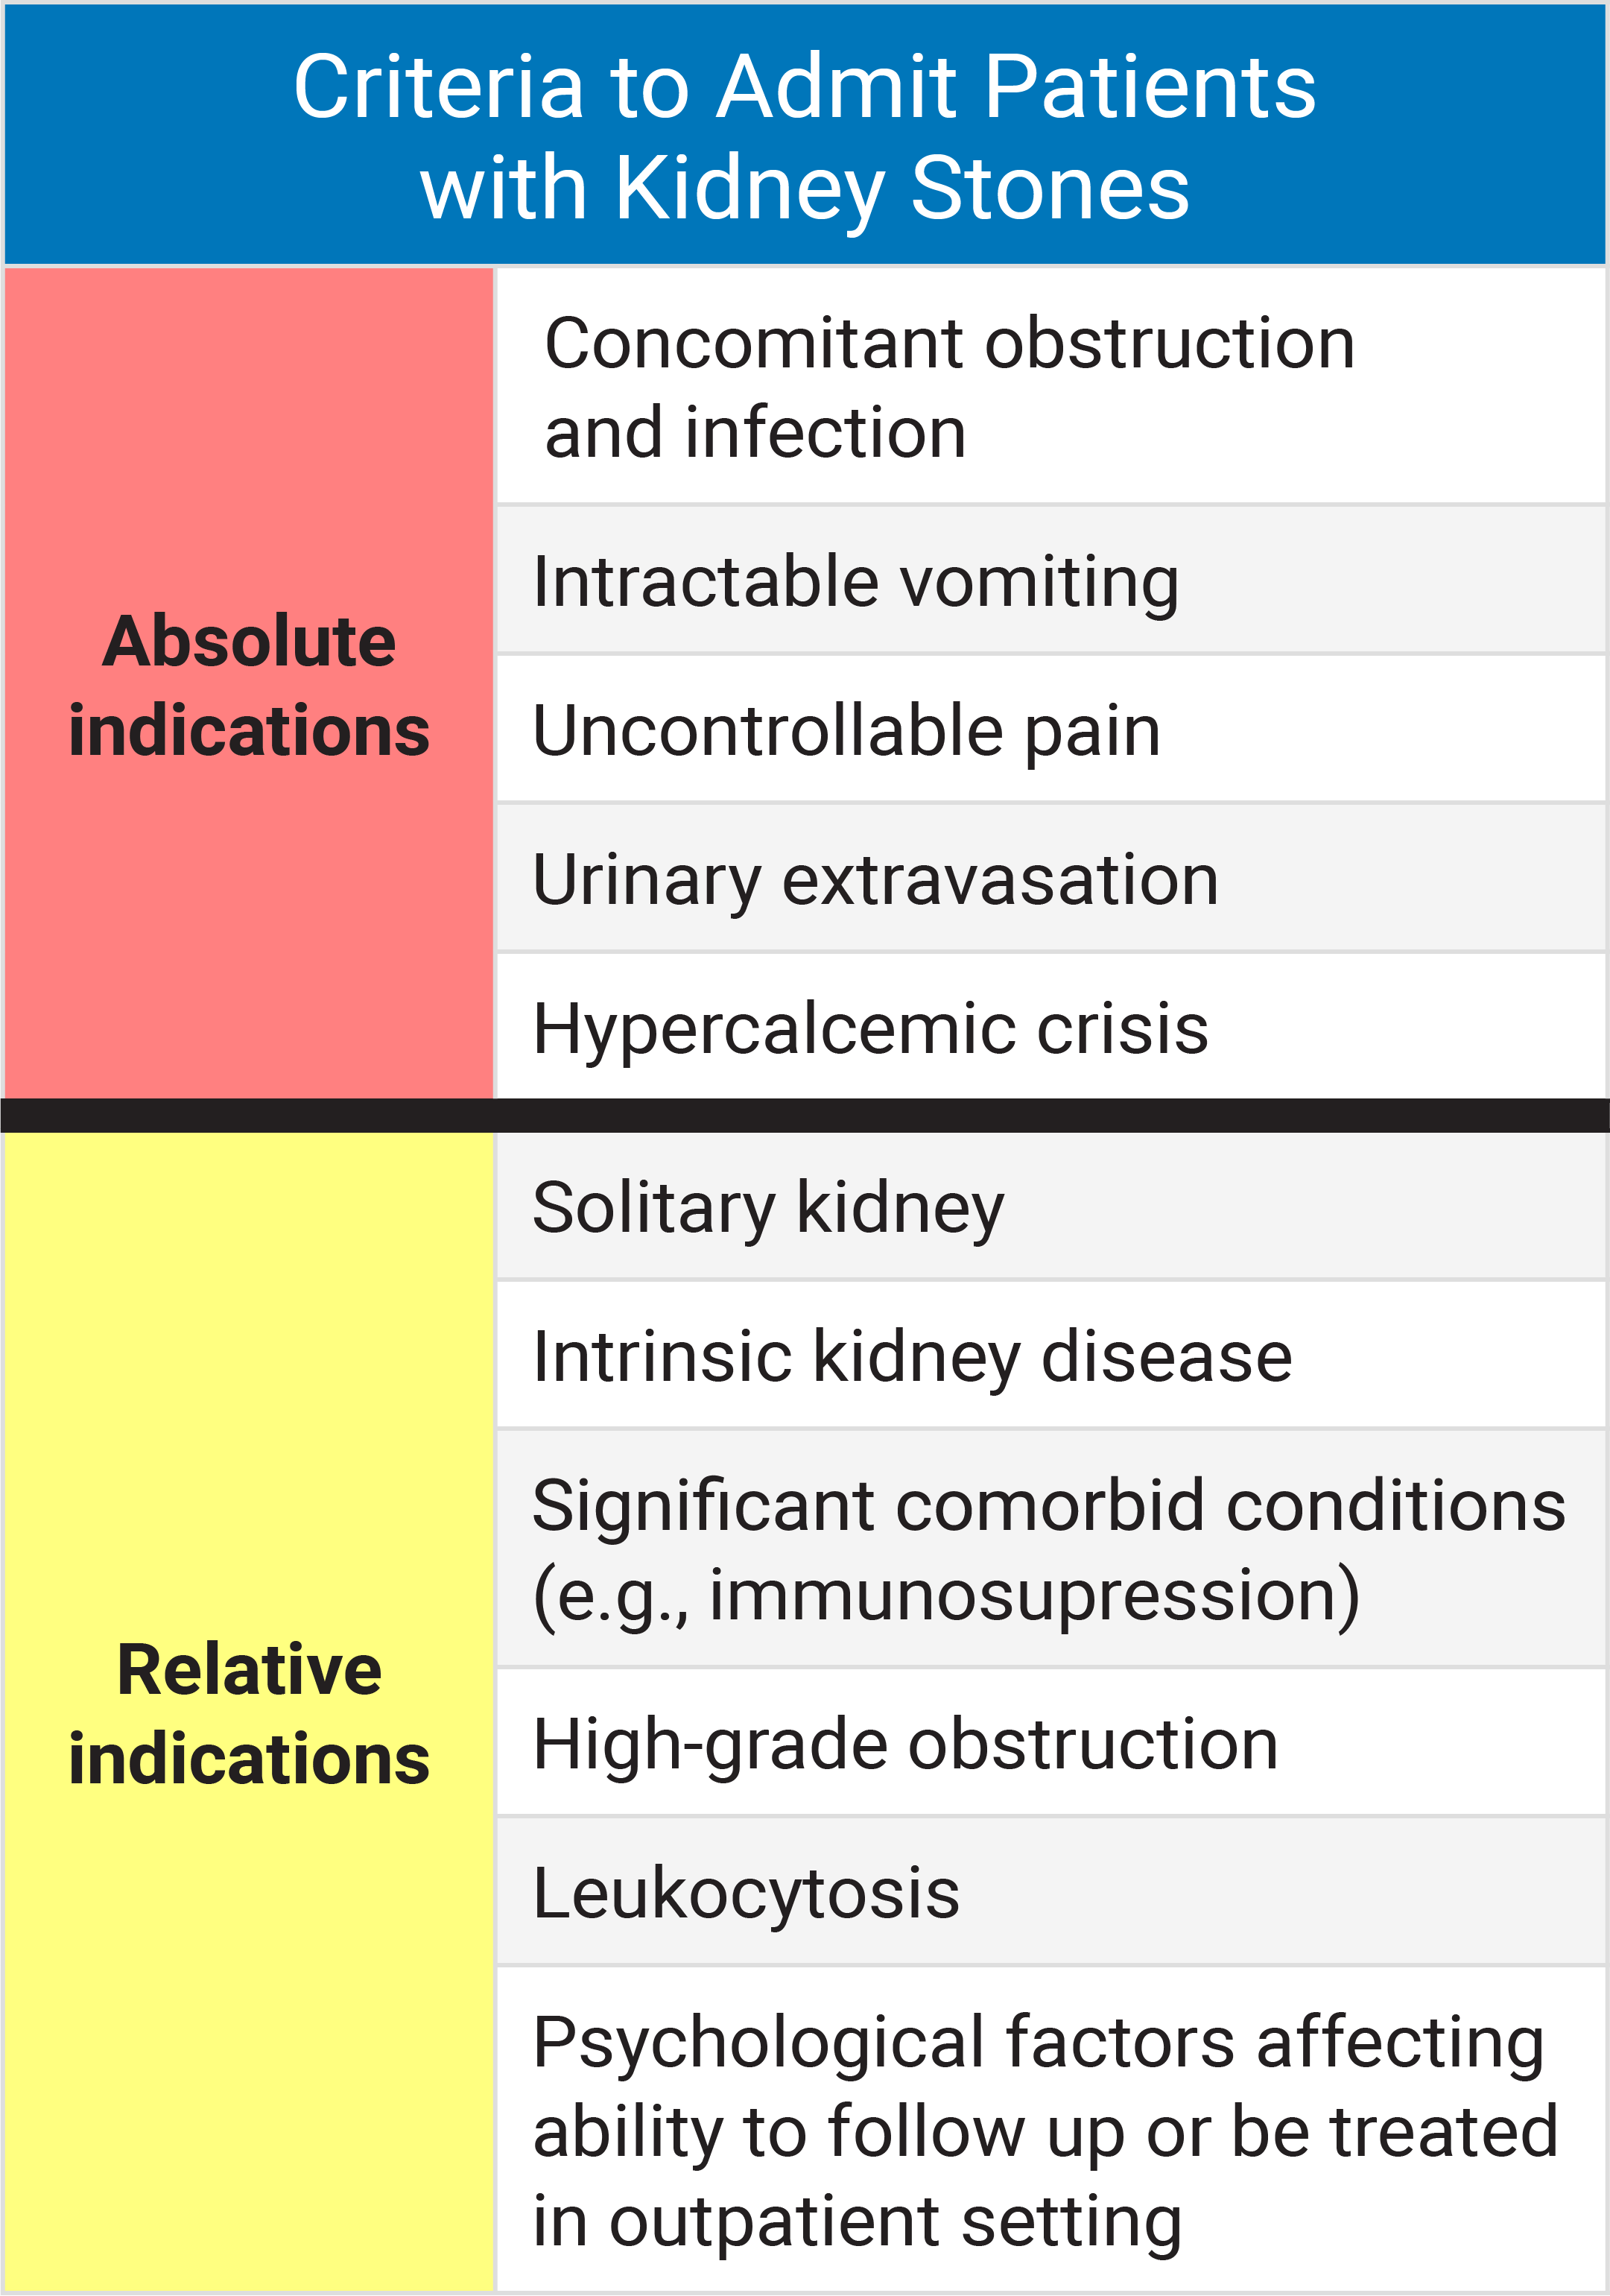 Criteria to Admit Patients
with Kidney Stones
Absolute
indications
Concomitant obstruction
and infection
Intractable vomiting
Uncontrollable pain
Urinary extravasation
Hypercalcemic crisis
Relative
indications
Solitary kidney
Intrinsic kidney disease
Significant comorbid conditions
(e.g., immunosupression)
High-grade obstruction
Leukocytosis
Psychological factors affecting
ability to follow up or be treated
in outpatient setting